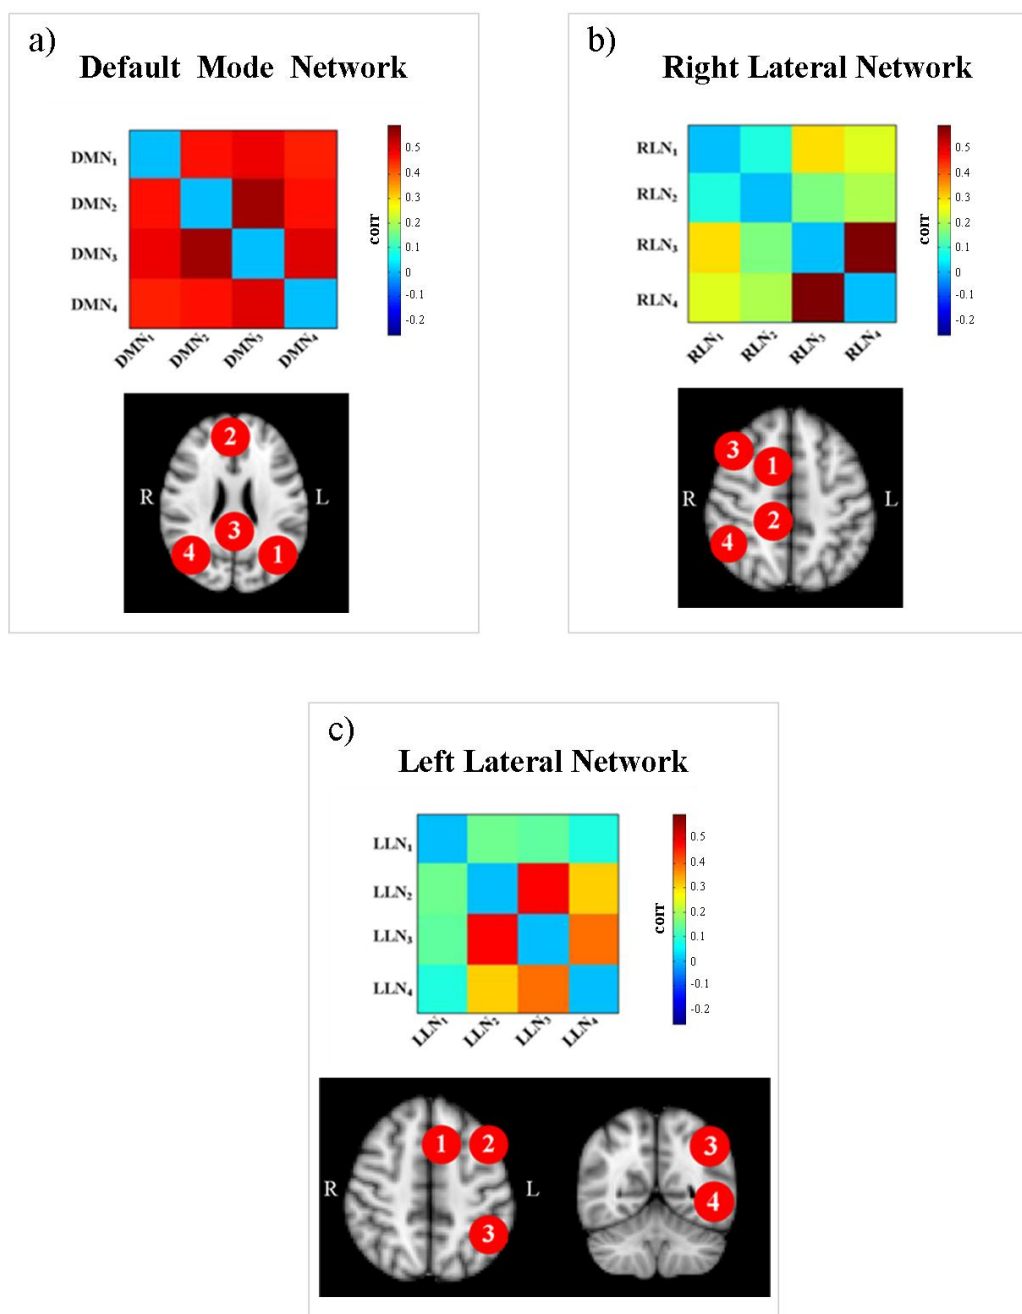 a)
Default Mode Network
DMN₁
DMN₂
DMN₃
DMN₄
DMN₁ DMN₂ DMN₃ DMN₄
0.5
0.4
0.3
0.2
0.1
0
-0.1
-0.2
corr
2
R L
3
4 1
b)
Right Lateral Network
RLN₁
RLN₂
RLN₃
RLN₄
RLN₁ RLN₂ RLN₃ RLN₄
0.5
0.4
0.3
0.2
0.1
0
-0.1
-0.2
corr
3
1
R L
2
4
c)
Left Lateral Network
LLN₁
LLN₂
LLN₃
LLN₄
LLN₁ LLN₂ LLN₃ LLN₄
0.5
0.4
0.3
0.2
0.1
0
-0.1
-0.2
corr
1 2
R L
3
3
4